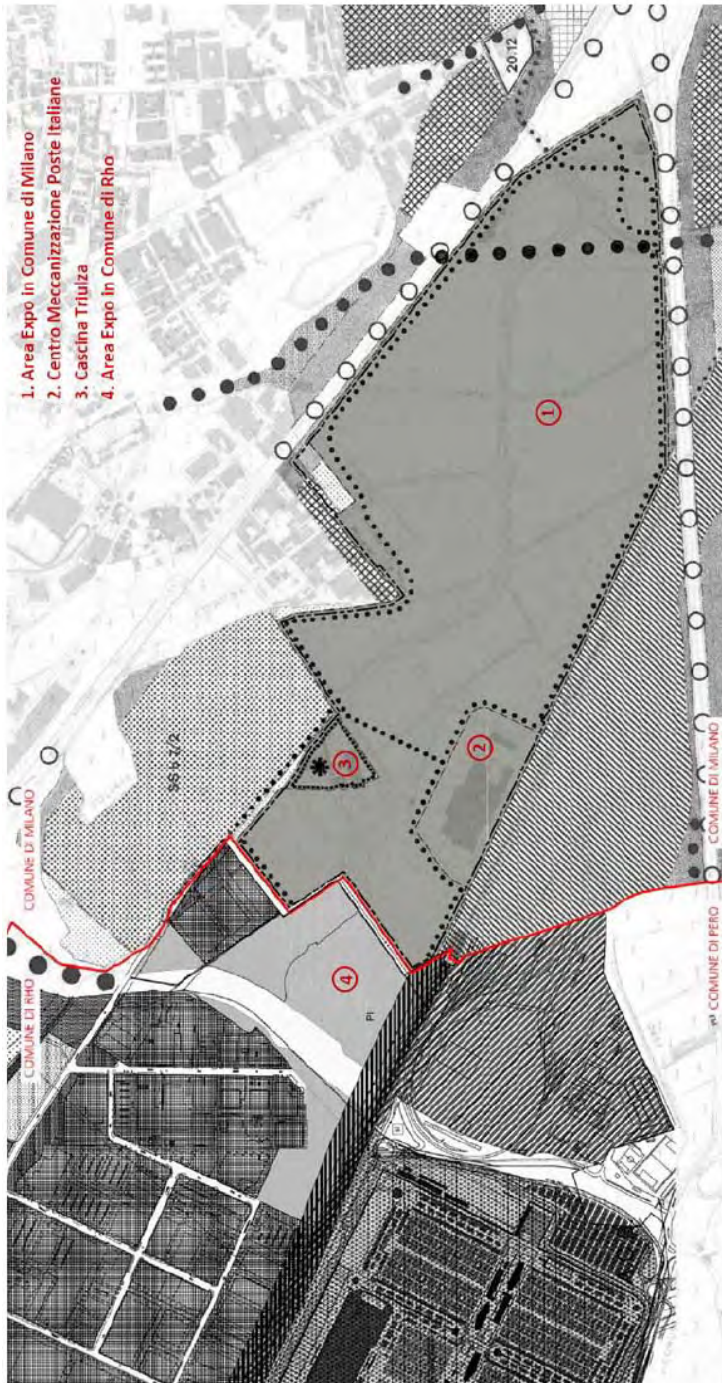 1. Area Expo in Comune di Milano
2. Centro Meccanizzazione Poste Italiane
3. Cascina Triulza
4. Area Expo in Comune di Rho
20.12
COMUNE DI RHO
COMUNE DI MILANO
1
2
3
4
PI
COMUNE DI PERO
COMUNE DI MILANO